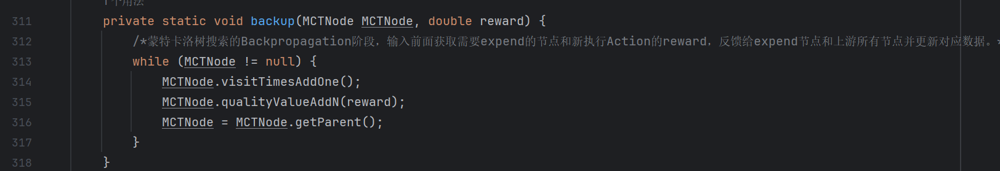 1个用法
311 private static void backup(MCTNode MCTNode, double reward) {
312 /*蒙特卡洛树搜索的Backpropagation阶段，输入前面获取需要expend的节点和新执行Action的reward，反馈给expend节点和上游所有节点并更新对应数据。*
313 while (MCTNode != null) {
314 MCTNode.visitTimesAddOne();
315 MCTNode.qualityValueAddN(reward);
316 MCTNode = MCTNode.getParent();
317 }
318 }